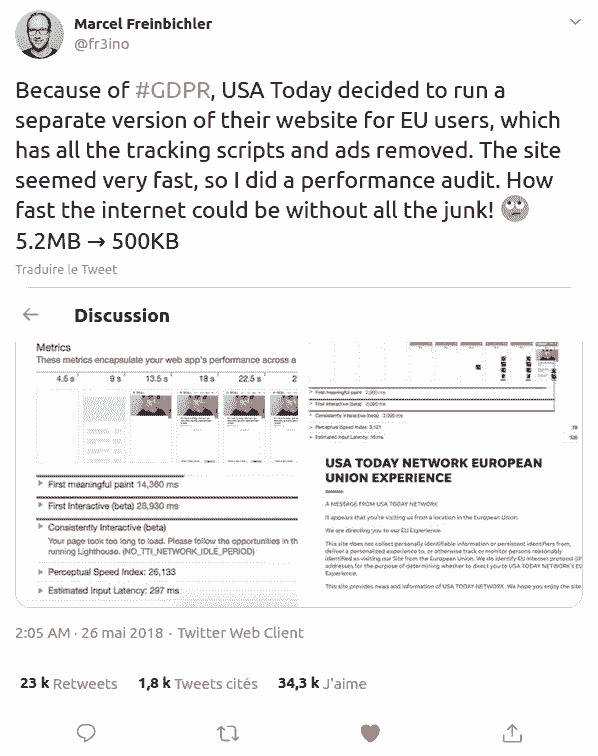 Marcel Freinbichler
@fr3ino
Because of #GDPR, USA Today decided to run a
separate version of their website for EU users, which
has all the tracking scripts and ads removed. The site
seemed very fast, so I did a performance audit. How
fast the internet could be without all the junk! 🙄
5.2MB → 500KB
Traduire le Tweet
← Discussion
Metrics
These metrics encapsulate your web app's performance across a
4.5 s 9 s 13.5 s 18 s 22.5 s 2
First meaningful paint 14,360 ms
First Interactive (beta) 28,930 ms
Consistently Interactive (beta)
Your page took too long to load. Please follow the opportunities in th
running Lighthouse. (NO_TTI_NETWORK_IDLE_PERIOD)
Perceptual Speed Index: 26,133
Estimated Input Latency: 297 ms
First meaningful paint
First Interactive (beta)
Consistently Interactive (beta)
Perceptual Speed Index: 3,121
Estimated Input Latency: 16 ms
USA TODAY NETWORK EUROPEAN
UNION EXPERIENCE
A MESSAGE FROM USA TODAY NETWORK
It appears that you're visiting us from a location in the European Union.
We are directing you to our EU Experience.
This site does not collect personally identifiable information or persistent identifiers from,
deliver a personalized experience to, or otherwise track or monitor persons reasonably
identified as visiting our Site from the European Union. We do identify EU internet protocol (IP
addresses for the purpose of determining whether to direct you to USA TODAY NETWORK's EU
Experience.
This site provides news and information of USA TODAY NETWORK. We hope you enjoy the site
2:05 AM · 26 mai 2018 · Twitter Web Client
23 k Retweets 1,8 k Tweets cités 34,3 k J'aime